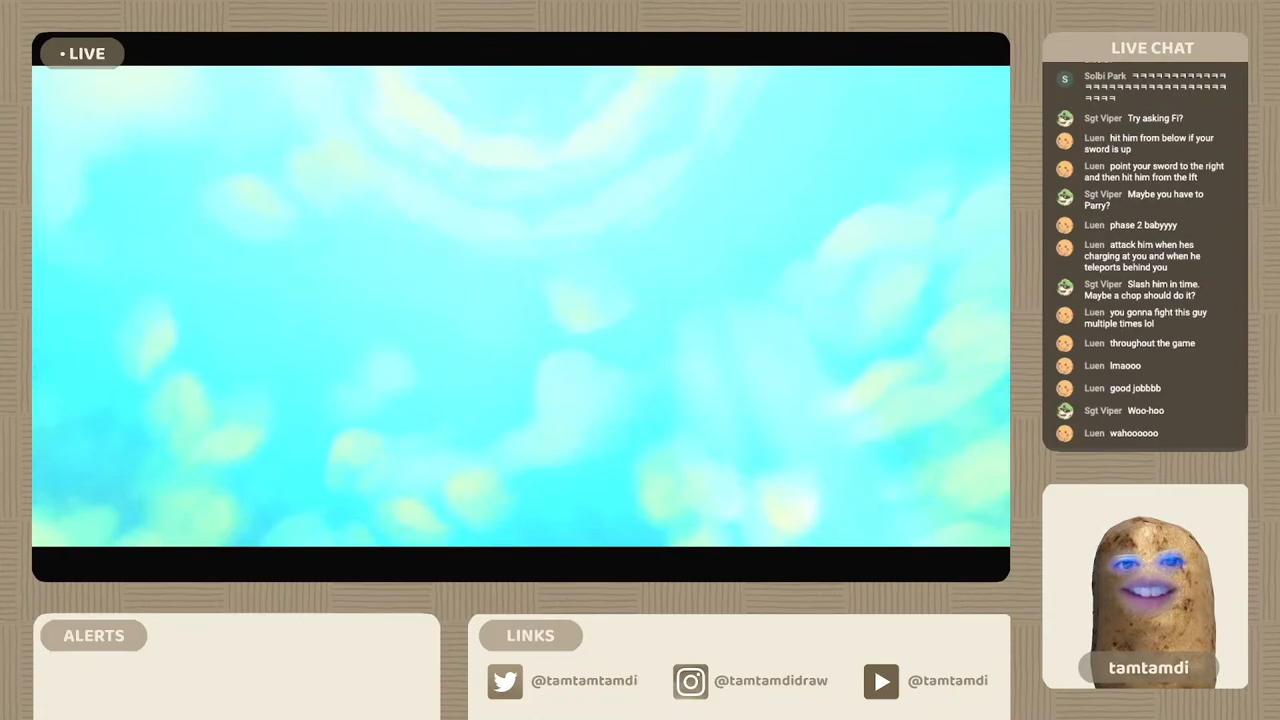 • LIVE
LIVE CHAT
S
Solbi Park ㅋㅋㅋㅋㅋㅋㅋㅋㅋㅋㅋㅋ
ㅋㅋㅋㅋㅋㅋㅋㅋㅋㅋㅋㅋㅋㅋㅋㅋㅋㅋ
ㅋㅋㅋㅋ
Sgt Viper Try asking Fi?
Luen hit him from below if your
sword is up
Luen point your sword to the right
and then hit him from the lft
Sgt Viper Maybe you have to
Parry?
Luen phase 2 babyyyy
Luen attack him when hes
charging at you and when he
teleports behind you
Sgt Viper Slash him in time.
Maybe a chop should do it?
Luen you gonna fight this guy
multiple times lol
Luen throughout the game
Luen lmaooo
Luen good jobbbb
Sgt Viper Woo-hoo
Luen wahoooooo
tamtamdi
ALERTS
LINKS
@tamtamtamdi
@tamtamdidraw
@tamtamdi